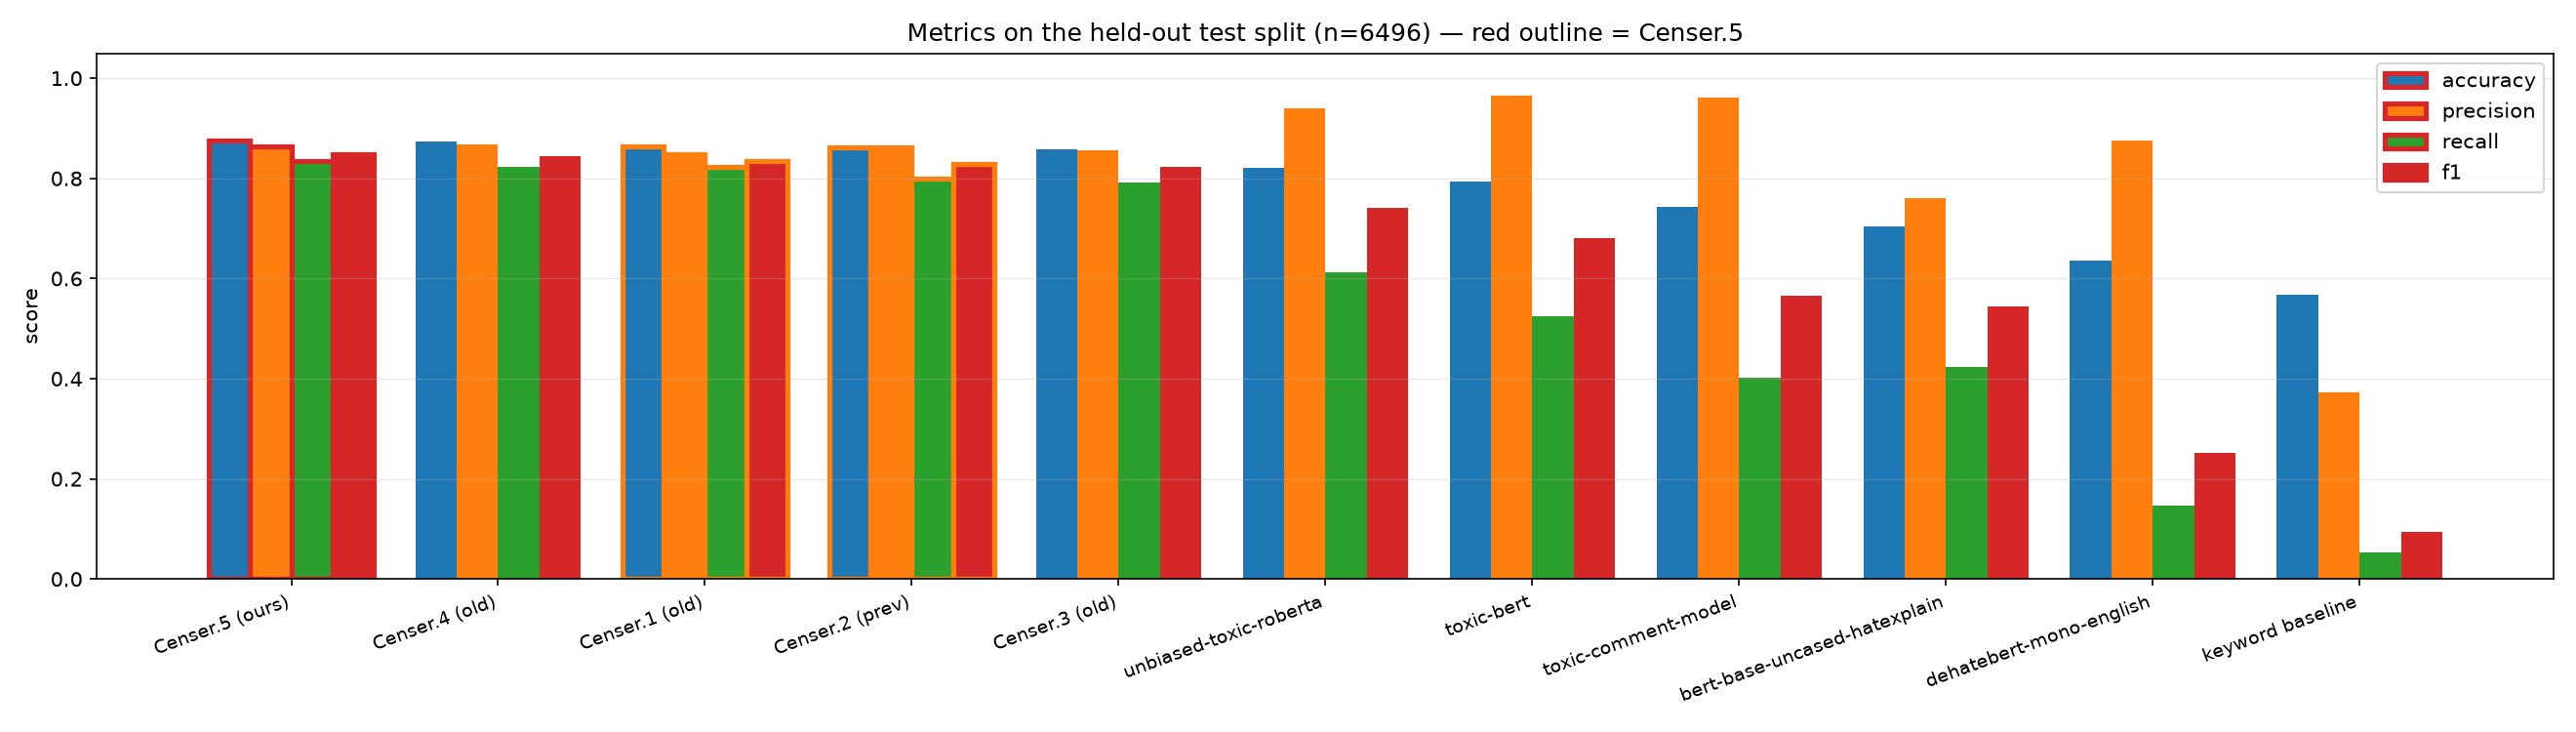 Metrics on the held-out test split (n=6496) — red outline = Censer.5
accuracy
precision
recall
f1
score
1.0
0.8
0.6
0.4
0.2
0.0
Censer.5 (ours)
Censer.4 (old)
Censer.1 (old)
Censer.2 (prev)
Censer.3 (old)
unbiased-toxic-roberta
toxic-bert
toxic-comment-model
bert-base-uncased-hatexplain
dehatebert-mono-english
keyword baseline